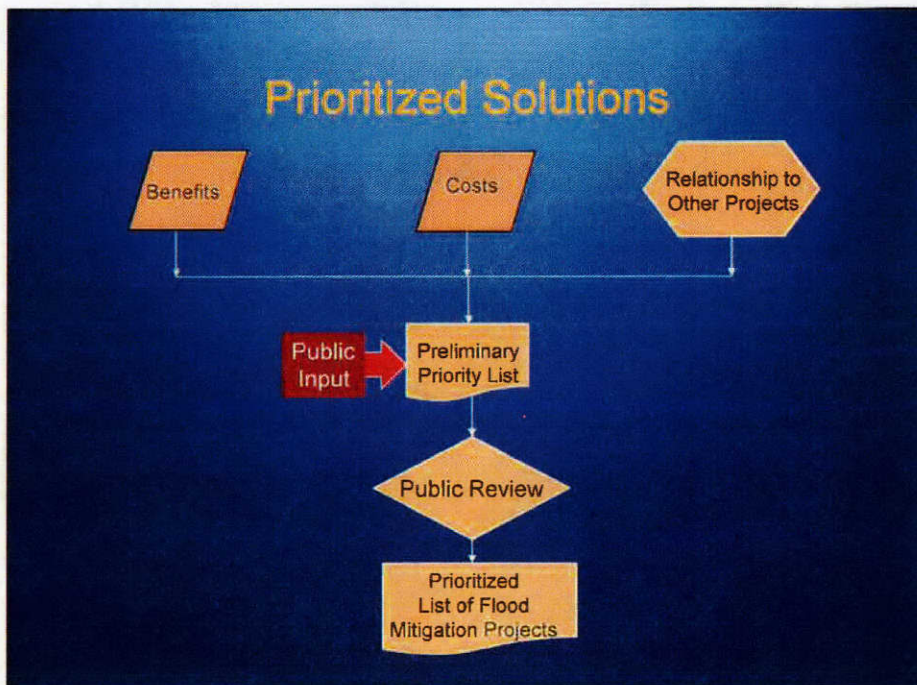 Prioritized Solutions
Benefits
Costs
Relationship to
Other Projects
Public
Input
Preliminary
Priority List
Public Review
Prioritized
List of Flood
Mitigation Projects